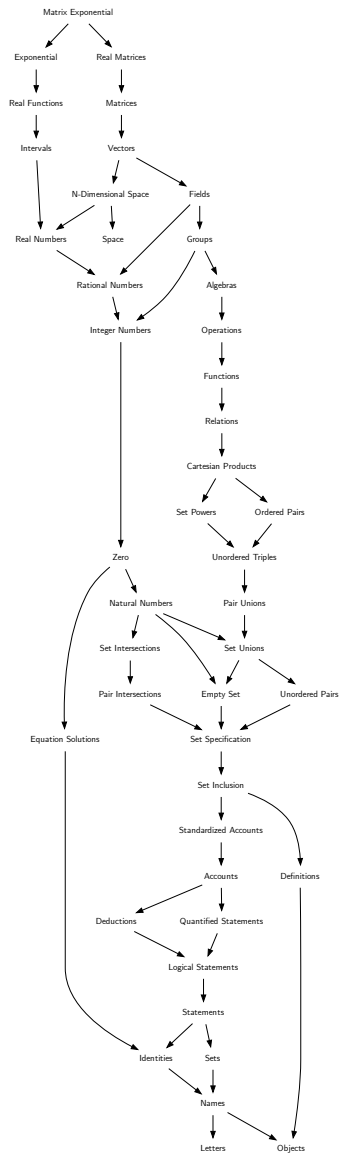 Matrix Exponential
Exponential
Real Matrices
Real Functions
Matrices
Intervals
Vectors
N-Dimensional Space
Fields
Real Numbers
Space
Groups
Rational Numbers
Algebras
Integer Numbers
Operations
Functions
Relations
Cartesian Products
Set Powers
Ordered Pairs
Zero
Unordered Triples
Natural Numbers
Pair Unions
Set Intersections
Set Unions
Pair Intersections
Empty Set
Unordered Pairs
Equation Solutions
Set Specification
Set Inclusion
Standardized Accounts
Accounts
Definitions
Deductions
Quantified Statements
Logical Statements
Statements
Identities
Sets
Names
Letters
Objects